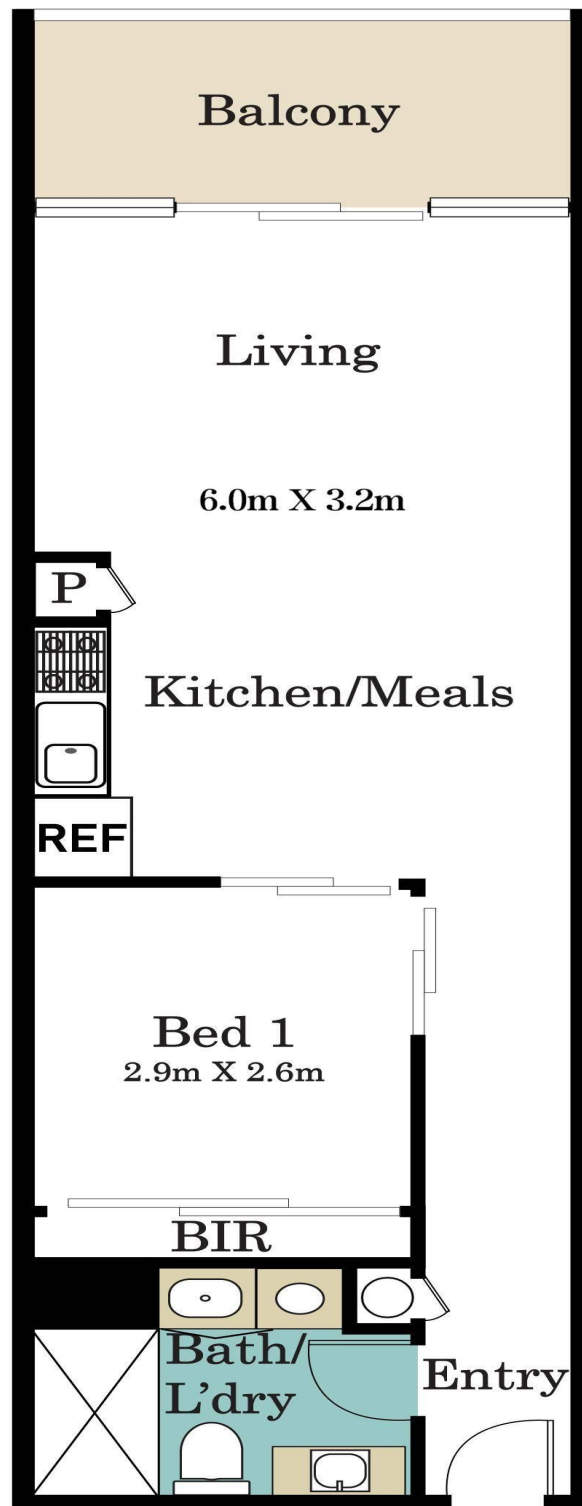 Balcony
Living
6.0m X 3.2m
P
Kitchen/Meals
REF
Bed 1
2.9m X 2.6m
BIR
Bath/
L'dry
Entry